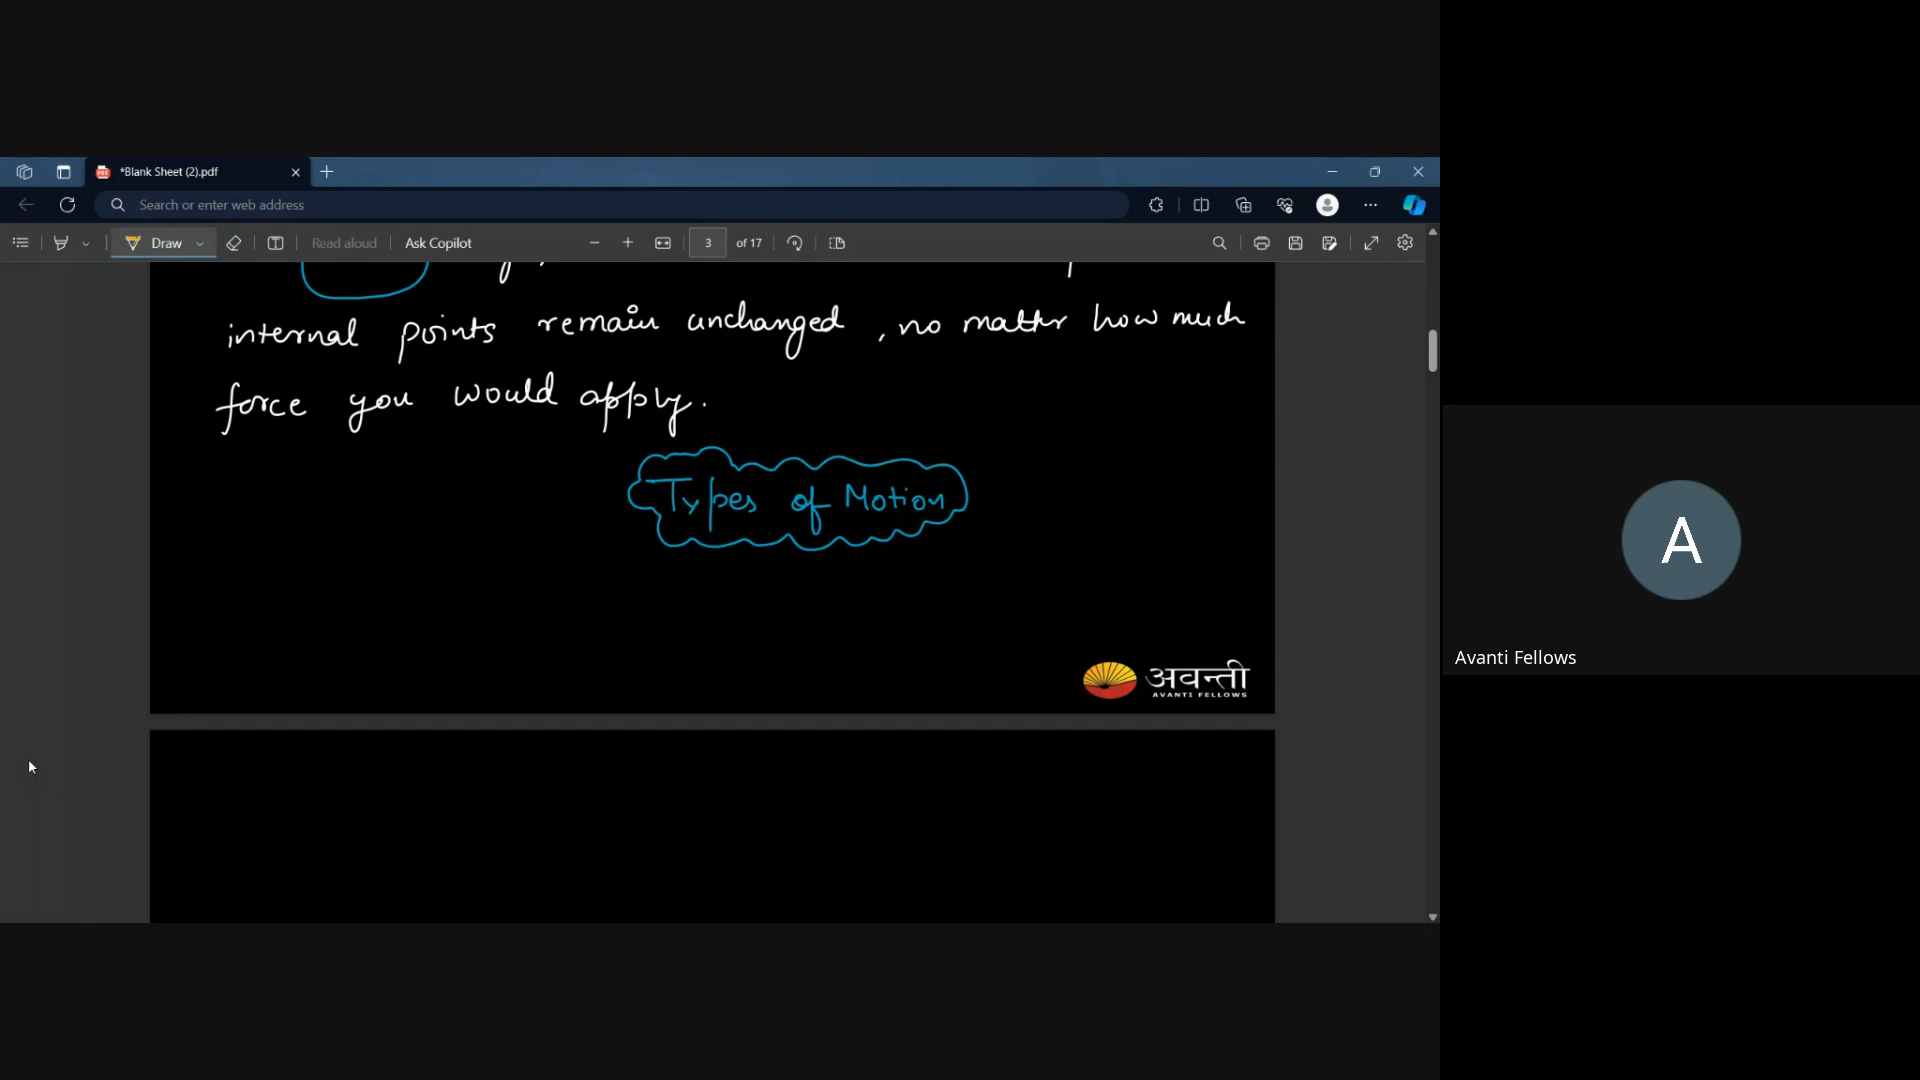 *Blank Sheet (2).pdf
Search or enter web address
Draw
Read aloud
Ask Copilot
3
of 17
internal points remain unchanged, no matter how much
force you would apply.
Types of Motion
अवन्ती
AVANTI FELLOWS
A
Avanti Fellows